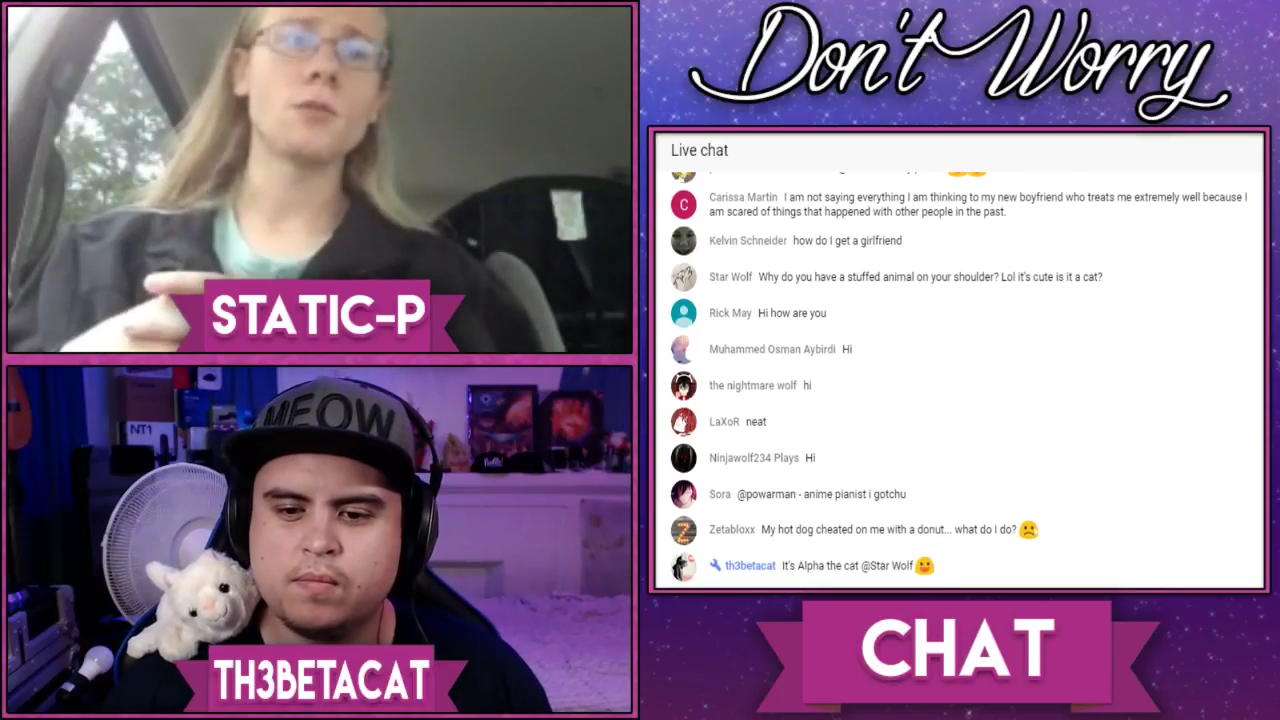 Don't Worry
Live chat
Carissa Martin I am not saying everything I am thinking to my new boyfriend who treats me extremely well because I
am scared of things that happened with other people in the past.
Kelvin Schneider how do I get a girlfriend
Star Wolf Why do you have a stuffed animal on your shoulder? Lol it's cute is it a cat?
Rick May Hi how are you
Muhammed Osman Aybirdi Hi
the nightmare wolf hi
LaXoR neat
Ninjawolf234 Plays Hi
Sora @powarman - anime pianist i gotchu
Zetabloxx My hot dog cheated on me with a donut... what do I do?
th3betacat It's Alpha the cat @Star Wolf
CHAT
STATIC-P
NT1
MEOW
TH3BETACAT